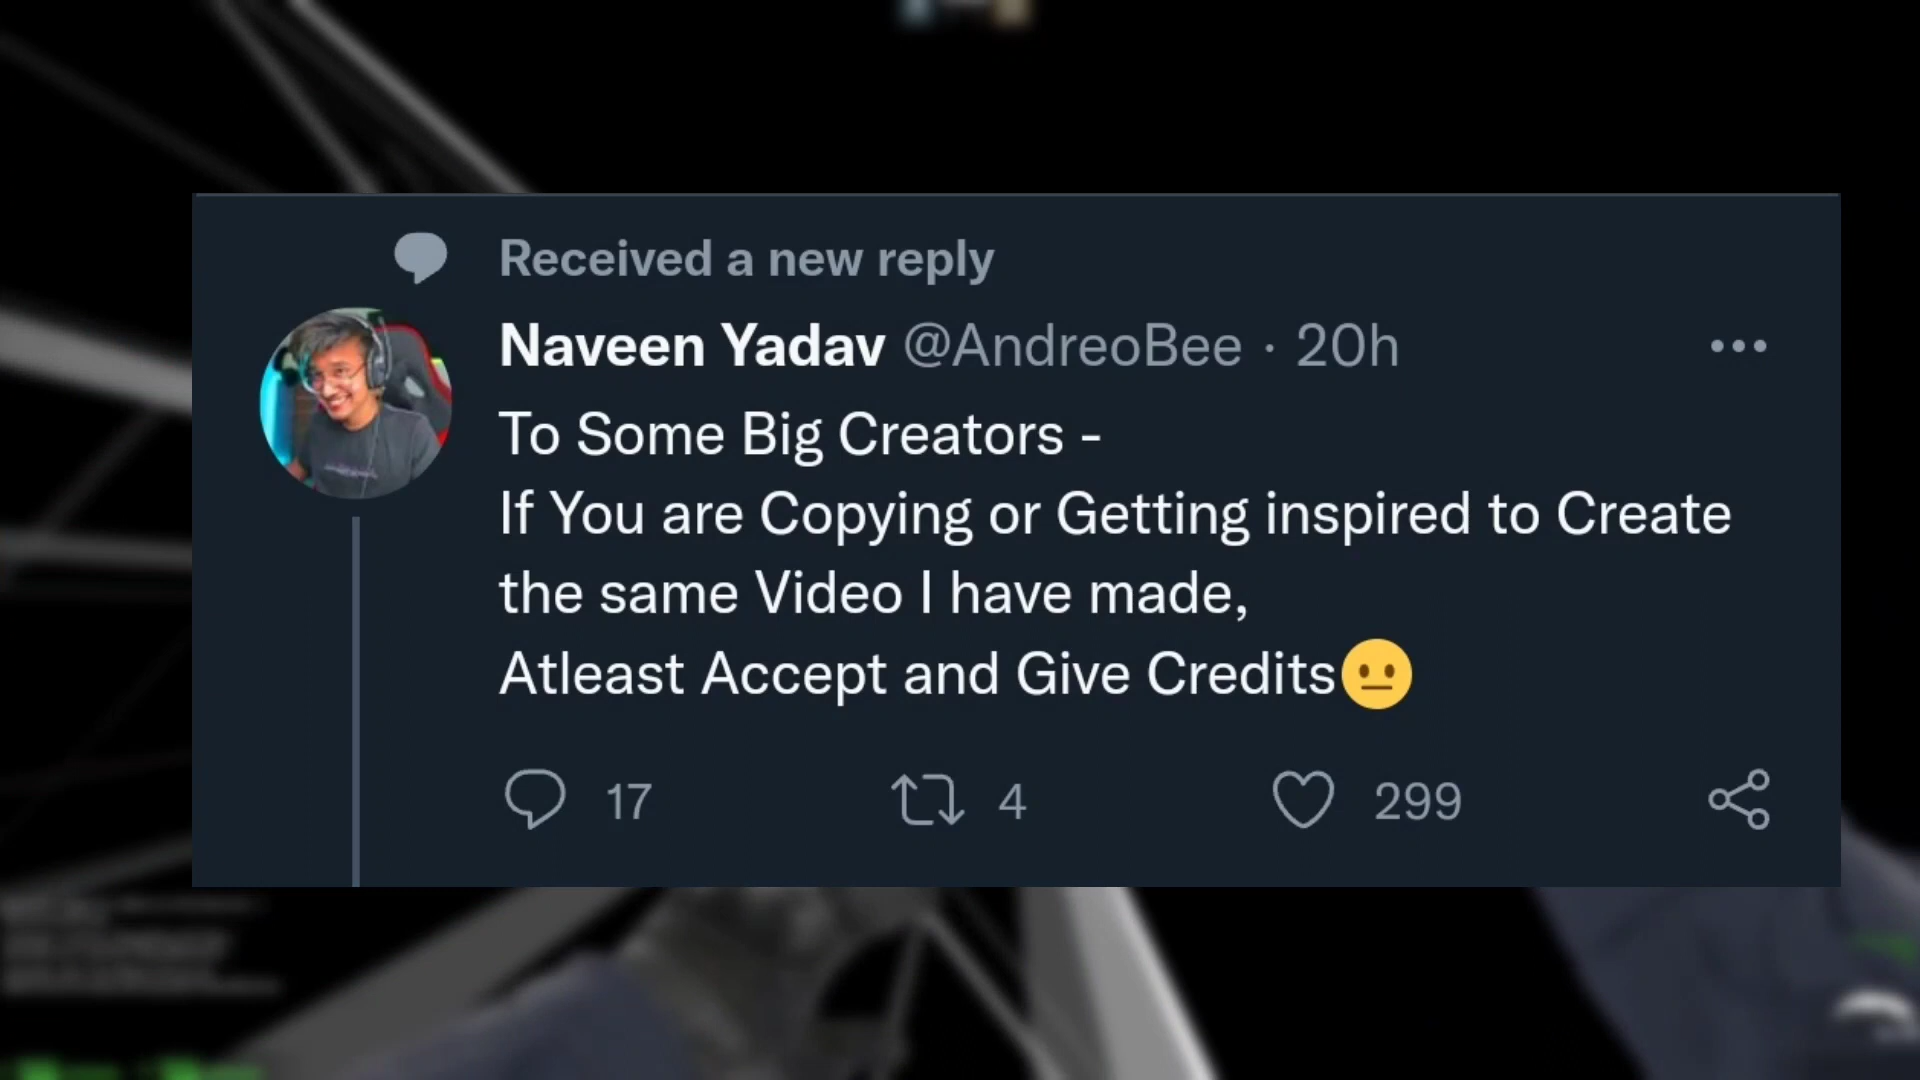 Received a new reply
Naveen Yadav @AndreoBee · 20h
To Some Big Creators -
If You are Copying or Getting inspired to Create
the same Video I have made,
Atleast Accept and Give Credits😐
17 4 299